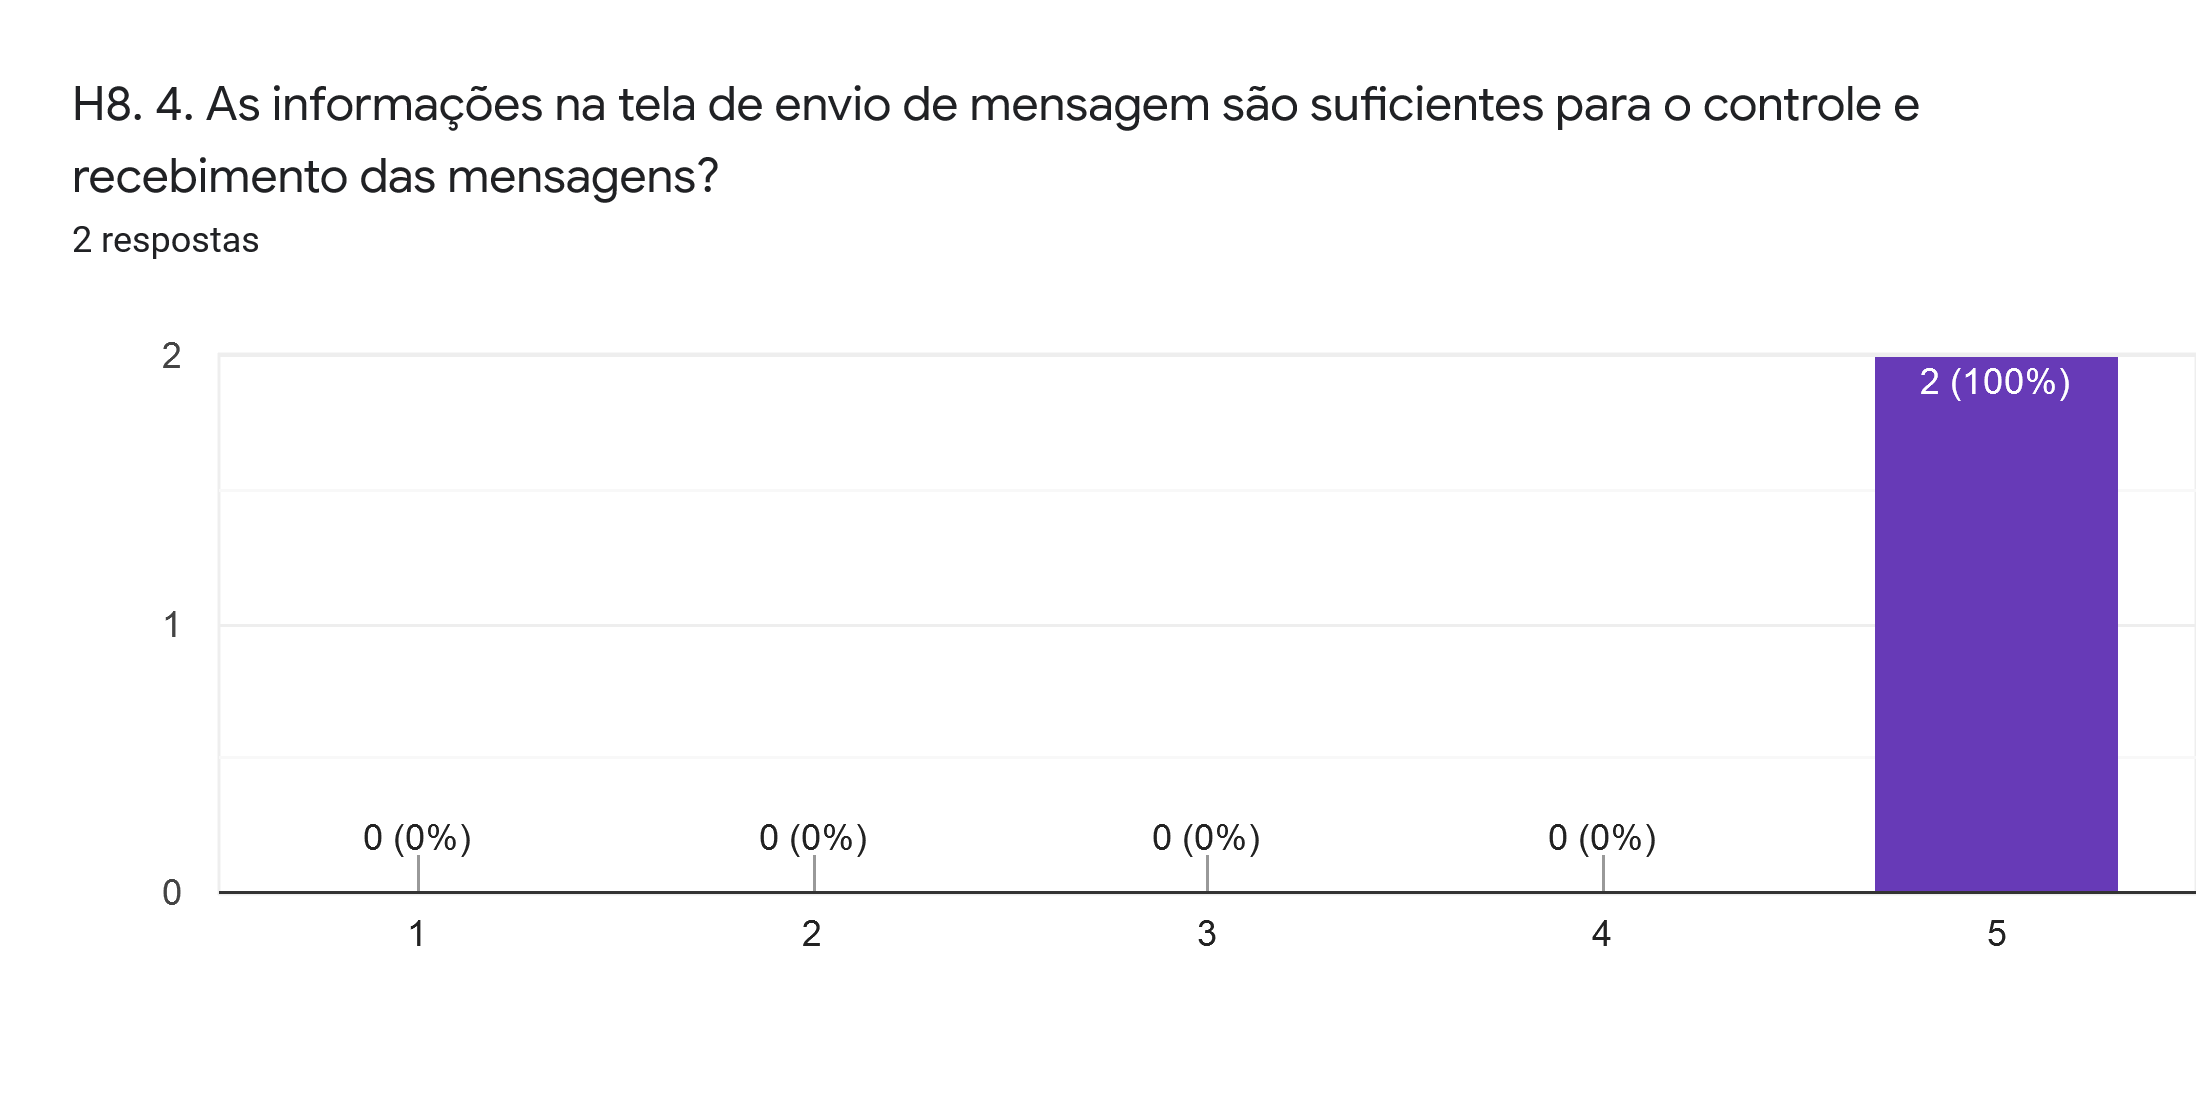 H8. 4. As informações na tela de envio de mensagem são suficientes para o controle e
recebimento das mensagens?
2 respostas
2
2 (100%)
1
0 (0%) 0 (0%) 0 (0%) 0 (0%)
0
1 2 3 4 5